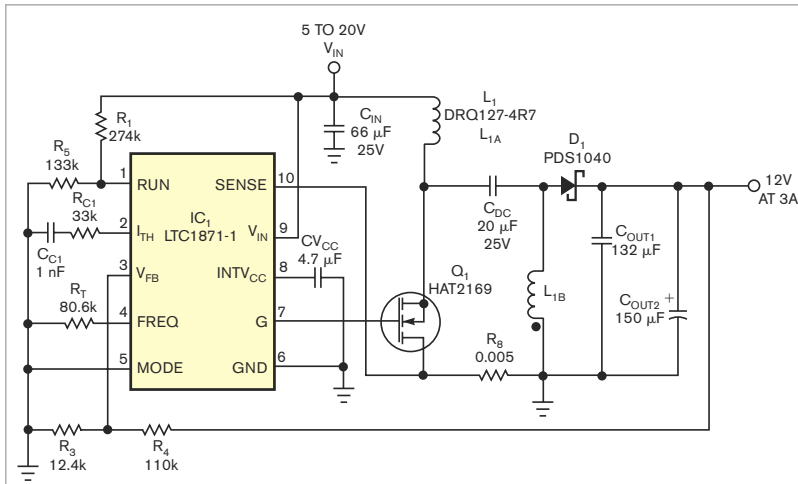 5 TO 20V
VIN
L1
DRQ127-4R7
L1A
R1
274k
CIN
66 µF
25V
D1
PDS1040
R5
133k
1
RUN
SENSE
10
12V
AT 3A
RC1
33k
IC1
LTC1871-1
CDC
20 µF
25V
2
ITH
VIN
9
CC1
1 nF
CVCC
4.7 µF
COUT1
132 µF
3
VFB
INTVCC
8
Q1
HAT2169
L1B
COUT2
150 µF
+
RT
80.6k
4
FREQ
G
7
R8
0.005
5
MODE
GND
6
R3
12.4k
R4
110k